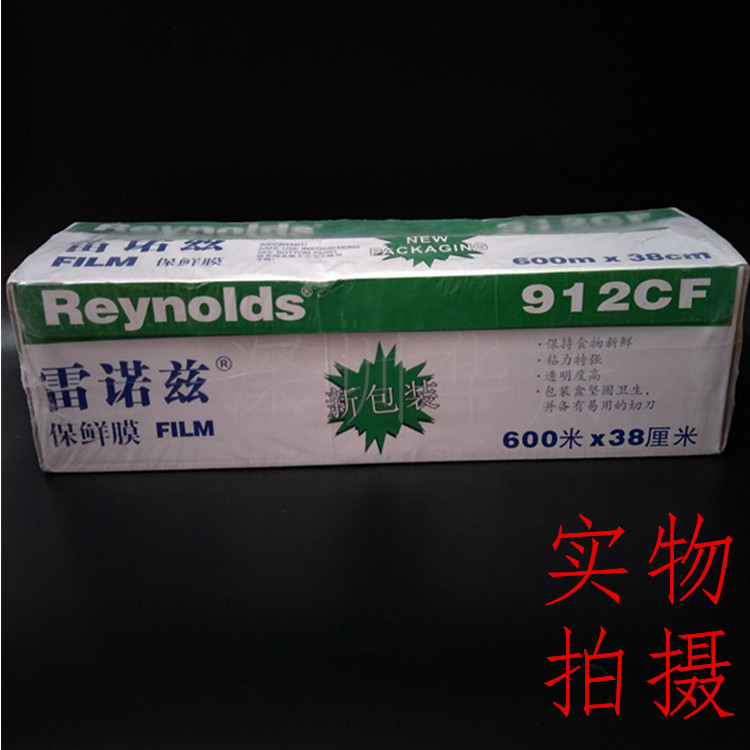 Reynolds
912CF
雷诺兹
FILM 保鲜膜
NEW
PACKAGING
600m x 38cm
Reynolds®
912CF
雷诺兹®
保鲜膜 FILM
新包装
·保持食物新鲜
·粘力特强
·透明度高
·包装盒坚固卫生，
并备有易用的切刀
600米 x38厘米
实物
拍摄